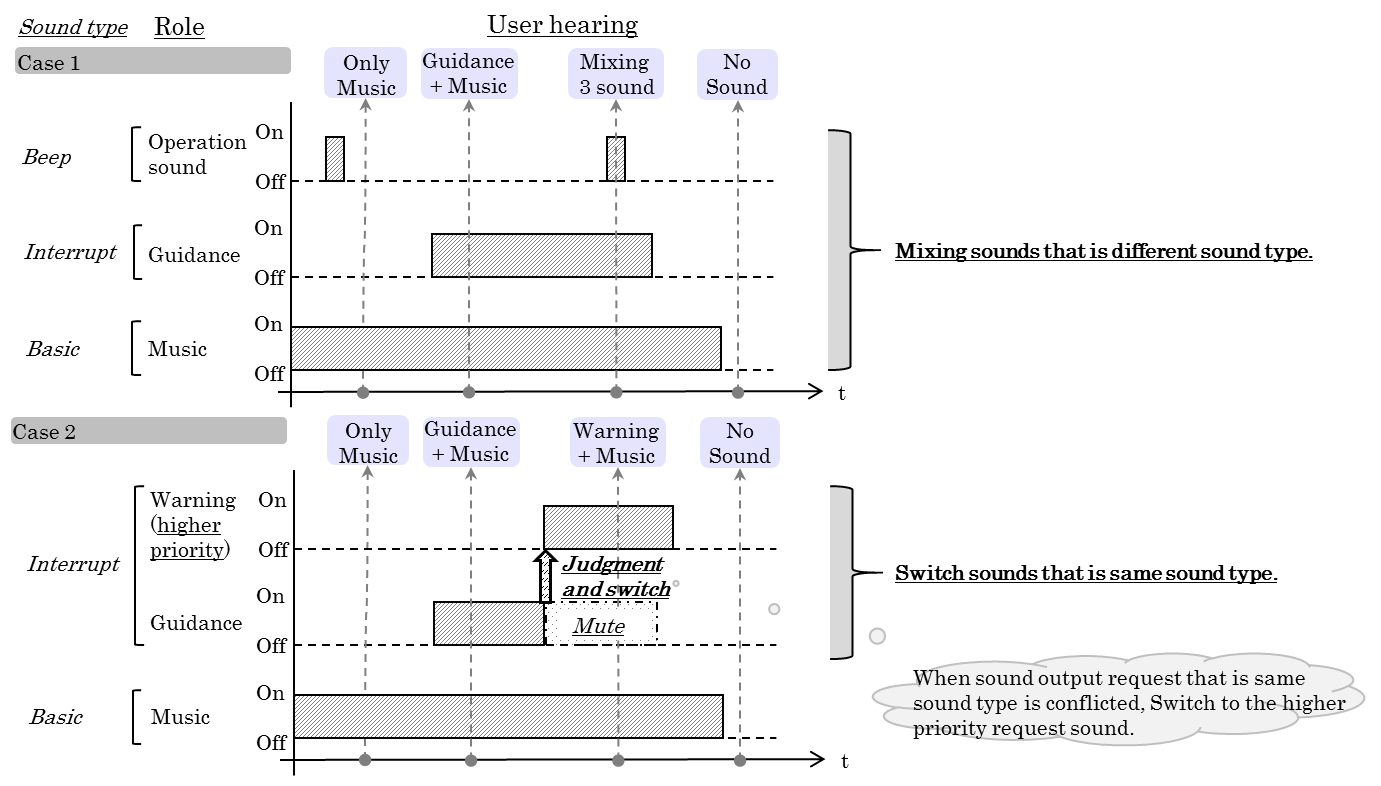 Sound type Role User hearing
Case 1
Only
Music
Guidance
+ Music
Mixing
3 sound
No
Sound
Beep
Operation
sound
On
Off
Interrupt
Guidance
On
Off
Basic
Music
On
Off
t
Mixing sounds that is different sound type.
Case 2
Only
Music
Guidance
+ Music
Warning
+ Music
No
Sound
Interrupt
Warning
(higher
priority)
On
Off
Judgment
and switch
Guidance
On
Off
Mute
Basic
Music
On
Off
t
Switch sounds that is same sound type.
When sound output request that is same
sound type is conflicted, Switch to the higher
priority request sound.